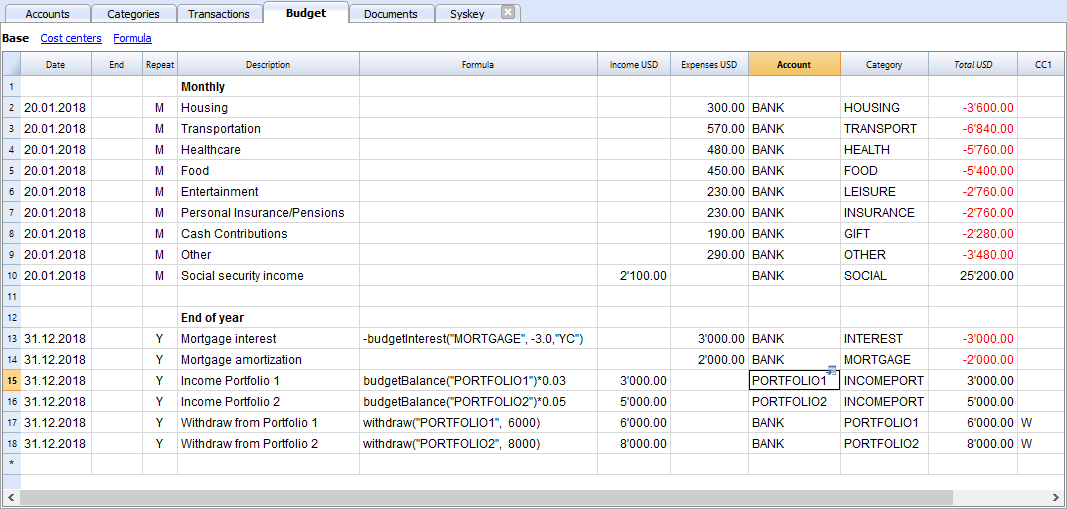 Accounts Categories Transactions Budget Documents Syskey
Base Cost centers Formula
Date End Repeat Description Formula Income USD Expenses USD Account Category Total USD CC1
1 Monthly
2 20.01.2018 M Housing 300.00 BANK HOUSING -3'600.00
3 20.01.2018 M Transportation 570.00 BANK TRANSPORT -6'840.00
4 20.01.2018 M Healthcare 480.00 BANK HEALTH -5'760.00
5 20.01.2018 M Food 450.00 BANK FOOD -5'400.00
6 20.01.2018 M Entertainment 230.00 BANK LEISURE -2'760.00
7 20.01.2018 M Personal Insurance/Pensions 230.00 BANK INSURANCE -2'760.00
8 20.01.2018 M Cash Contributions 190.00 BANK GIFT -2'280.00
9 20.01.2018 M Other 290.00 BANK OTHER -3'480.00
10 20.01.2018 M Social security income 2'100.00 BANK SOCIAL 25'200.00
11
12 End of year
13 31.12.2018 Y Mortgage interest -budgetInterest("MORTGAGE", -3.0,"YC") 3'000.00 BANK INTEREST -3'000.00
14 31.12.2018 Y Mortgage amortization 2'000.00 BANK MORTGAGE -2'000.00
15 31.12.2018 Y Income Portfolio 1 budgetBalance("PORTFOLIO1")*0.03 3'000.00 PORTFOLIO1 INCOMEPORT 3'000.00
16 31.12.2018 Y Income Portfolio 2 budgetBalance("PORTFOLIO2")*0.05 5'000.00 PORTFOLIO2 INCOMEPORT 5'000.00
17 31.12.2018 Y Withdraw from Portfolio 1 withdraw("PORTFOLIO1", 6000) 6'000.00 BANK PORTFOLIO1 6'000.00 W
18 31.12.2018 Y Withdraw from Portfolio 2 withdraw("PORTFOLIO2", 8000) 8'000.00 BANK PORTFOLIO2 8'000.00 W
*